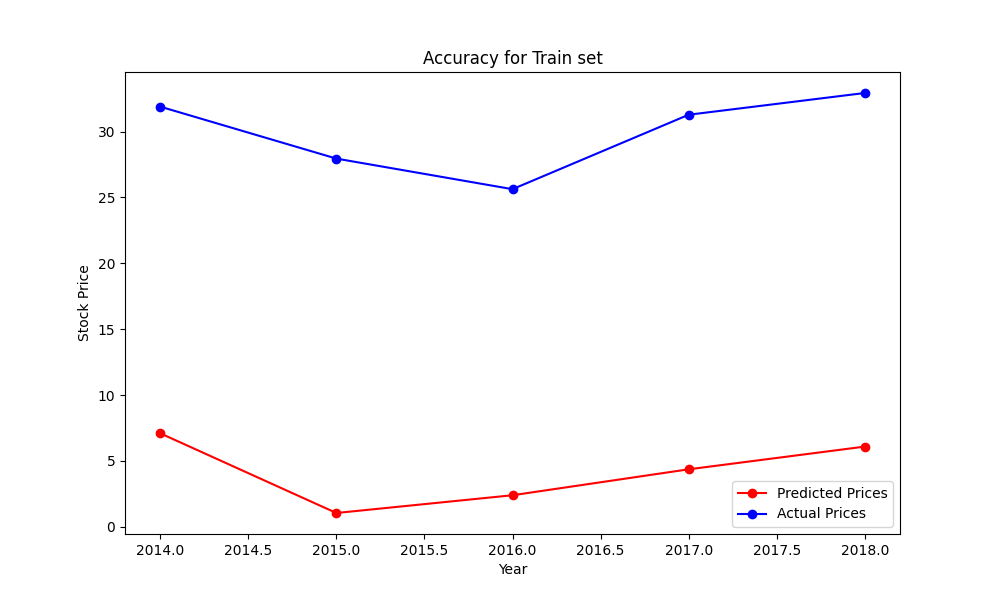 Accuracy for Train set
Stock Price
30
25
20
15
10
5
0
2014.0 2014.5 2015.0 2015.5 2016.0 2016.5 2017.0 2017.5 2018.0
Year
Predicted Prices
Actual Prices